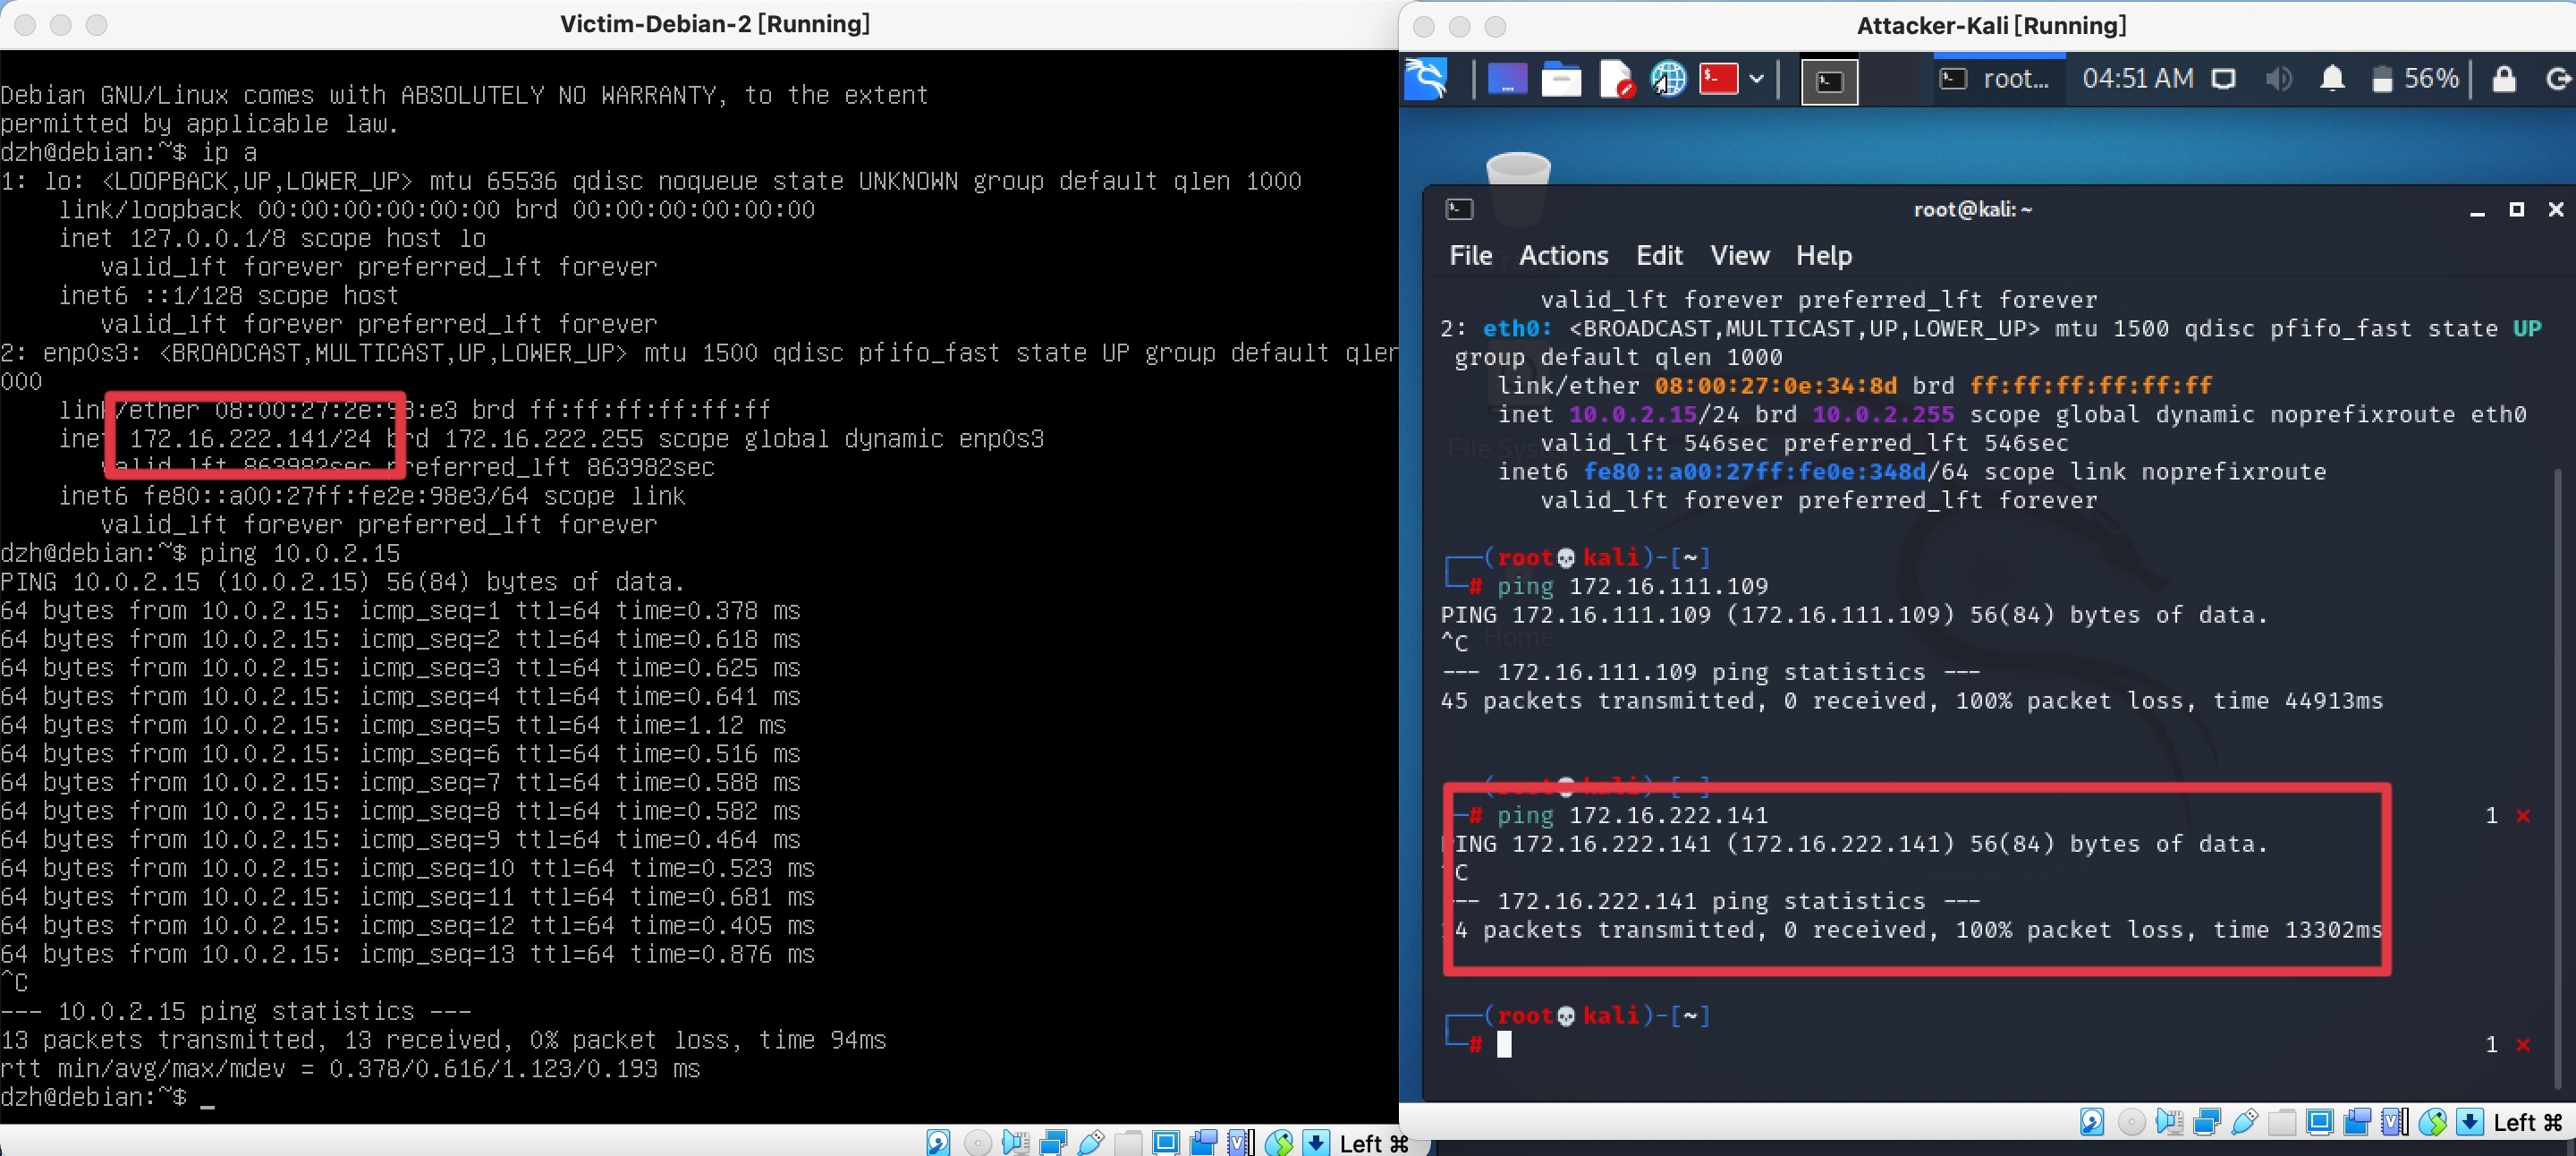 Victim-Debian-2 [Running]
Debian GNU/Linux comes with ABSOLUTELY NO WARRANTY, to the extent
permitted by applicable law.
dzh@debian:~$ ip a
1: lo: <LOOPBACK,UP,LOWER_UP> mtu 65536 qdisc noqueue state UNKNOWN group default qlen 1000
    link/loopback 00:00:00:00:00:00 brd 00:00:00:00:00:00
    inet 127.0.0.1/8 scope host lo
       valid_lft forever preferred_lft forever
    inet6 ::1/128 scope host
       valid_lft forever preferred_lft forever
2: enp0s3: <BROADCAST,MULTICAST,UP,LOWER_UP> mtu 1500 qdisc pfifo_fast state UP group default qlen
000
    link/ether 08:00:27:2e:98:e3 brd ff:ff:ff:ff:ff:ff
    inet 172.16.222.141/24 brd 172.16.222.255 scope global dynamic enp0s3
       valid_lft 863982sec preferred_lft 863982sec
    inet6 fe80::a00:27ff:fe2e:98e3/64 scope link
       valid_lft forever preferred_lft forever
dzh@debian:~$ ping 10.0.2.15
PING 10.0.2.15 (10.0.2.15) 56(84) bytes of data.
64 bytes from 10.0.2.15: icmp_seq=1 ttl=64 time=0.378 ms
64 bytes from 10.0.2.15: icmp_seq=2 ttl=64 time=0.618 ms
64 bytes from 10.0.2.15: icmp_seq=3 ttl=64 time=0.625 ms
64 bytes from 10.0.2.15: icmp_seq=4 ttl=64 time=0.641 ms
64 bytes from 10.0.2.15: icmp_seq=5 ttl=64 time=1.12 ms
64 bytes from 10.0.2.15: icmp_seq=6 ttl=64 time=0.516 ms
64 bytes from 10.0.2.15: icmp_seq=7 ttl=64 time=0.588 ms
64 bytes from 10.0.2.15: icmp_seq=8 ttl=64 time=0.582 ms
64 bytes from 10.0.2.15: icmp_seq=9 ttl=64 time=0.464 ms
64 bytes from 10.0.2.15: icmp_seq=10 ttl=64 time=0.523 ms
64 bytes from 10.0.2.15: icmp_seq=11 ttl=64 time=0.681 ms
64 bytes from 10.0.2.15: icmp_seq=12 ttl=64 time=0.405 ms
64 bytes from 10.0.2.15: icmp_seq=13 ttl=64 time=0.876 ms
^C
--- 10.0.2.15 ping statistics ---
13 packets transmitted, 13 received, 0% packet loss, time 94ms
rtt min/avg/max/mdev = 0.378/0.616/1.123/0.193 ms
dzh@debian:~$ _
Left ⌘
Attacker-Kali [Running]
root... 04:51 AM 56%
root@kali: ~
File Actions Edit View Help
       valid_lft forever preferred_lft forever
2: eth0: <BROADCAST,MULTICAST,UP,LOWER_UP> mtu 1500 qdisc pfifo_fast state UP
 group default qlen 1000
    link/ether 08:00:27:0e:34:8d brd ff:ff:ff:ff:ff:ff
    inet 10.0.2.15/24 brd 10.0.2.255 scope global dynamic noprefixroute eth0
       valid_lft 546sec preferred_lft 546sec
    inet6 fe80::a00:27ff:fe0e:348d/64 scope link noprefixroute
       valid_lft forever preferred_lft forever
┌──(root💀kali)-[~]
└─# ping 172.16.111.109
PING 172.16.111.109 (172.16.111.109) 56(84) bytes of data.
^C
Home
--- 172.16.111.109 ping statistics ---
45 packets transmitted, 0 received, 100% packet loss, time 44913ms
(root💀kali)-[~]
─# ping 172.16.222.141 1 ✕
PING 172.16.222.141 (172.16.222.141) 56(84) bytes of data.
^C
--- 172.16.222.141 ping statistics ---
14 packets transmitted, 0 received, 100% packet loss, time 13302ms
┌──(root💀kali)-[~]
└─# 1 ✕
Left ⌘